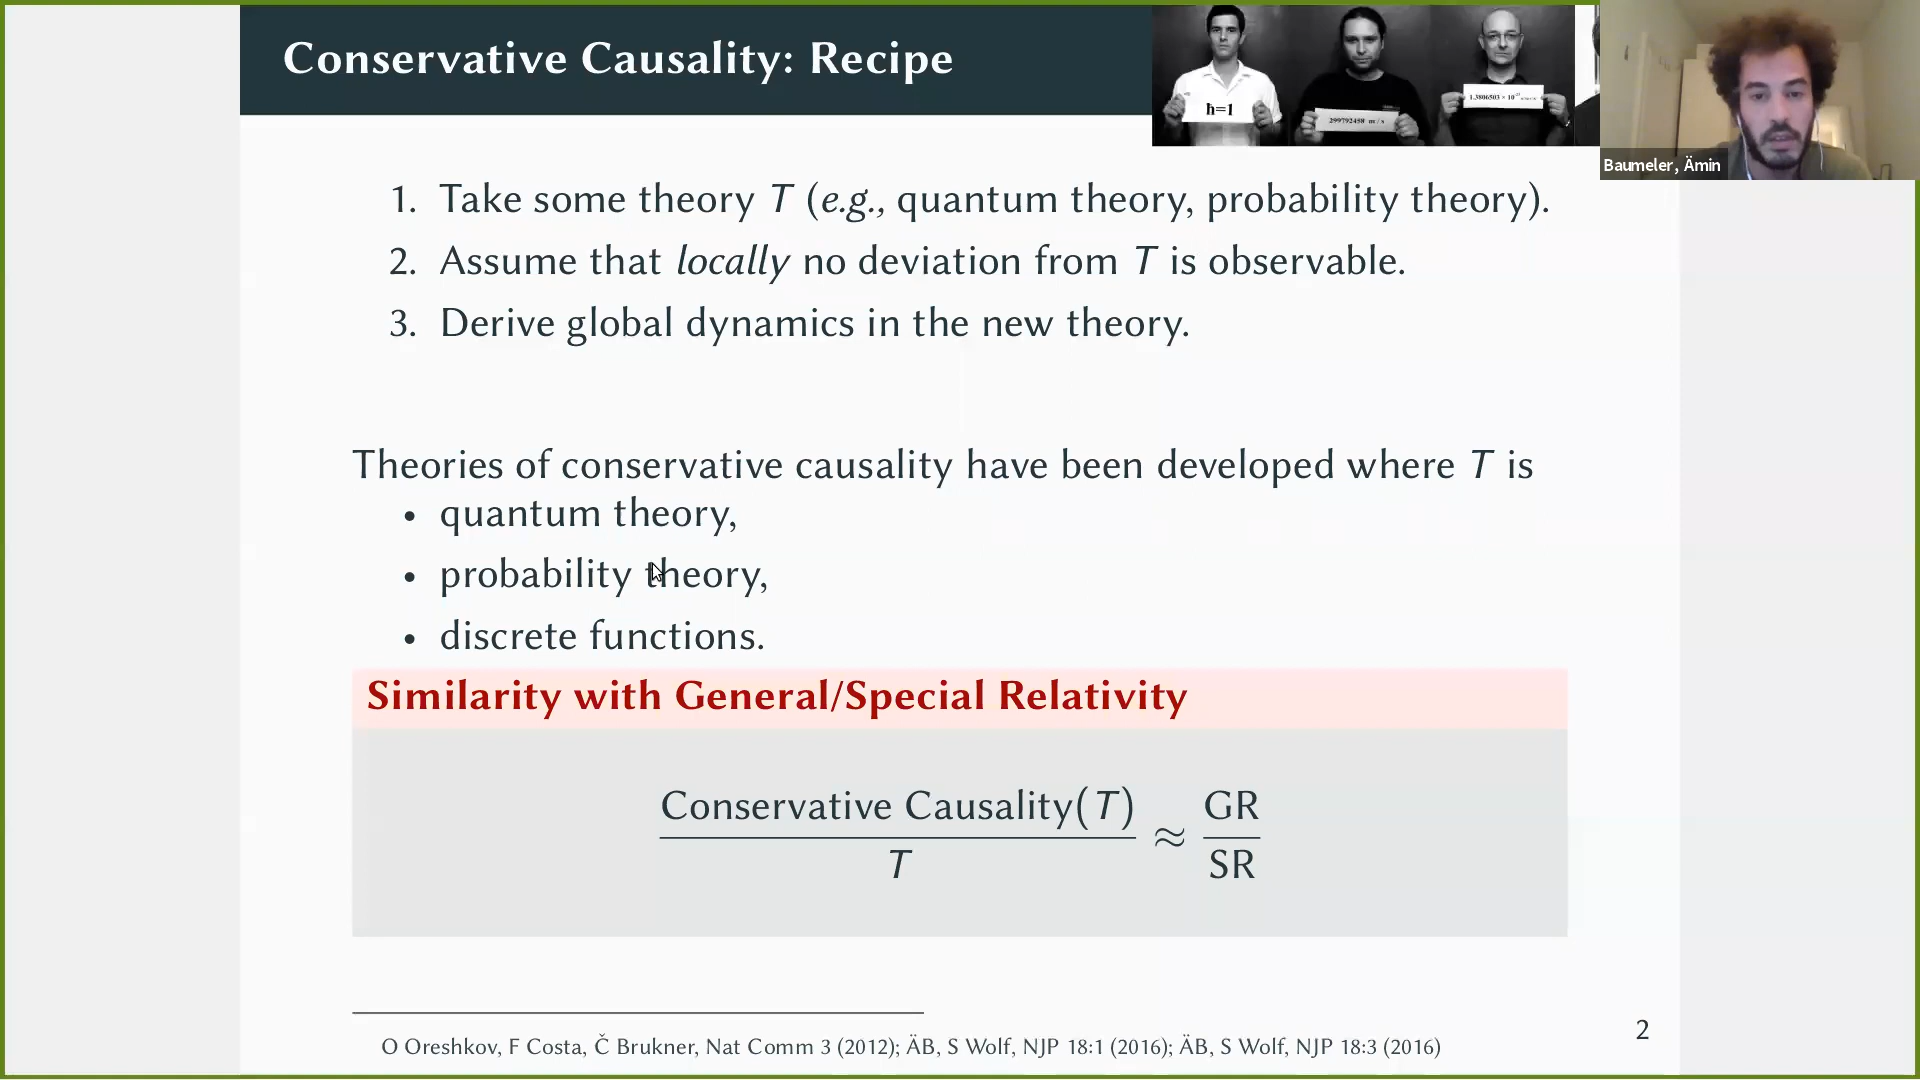 Conservative Causality: Recipe
h=1
299792458 m/s
Baumeler, Ämin
1. Take some theory T (e.g., quantum theory, probability theory).
2. Assume that locally no deviation from T is observable.
3. Derive global dynamics in the new theory.
Theories of conservative causality have been developed where T is
• quantum theory,
• probability theory,
• discrete functions.
Similarity with General/Special Relativity
Conservative Causality(T)
T
≈
GR
SR
O Oreshkov, F Costa, Č Brukner, Nat Comm 3 (2012); ÄB, S Wolf, NJP 18:1 (2016); ÄB, S Wolf, NJP 18:3 (2016)
2